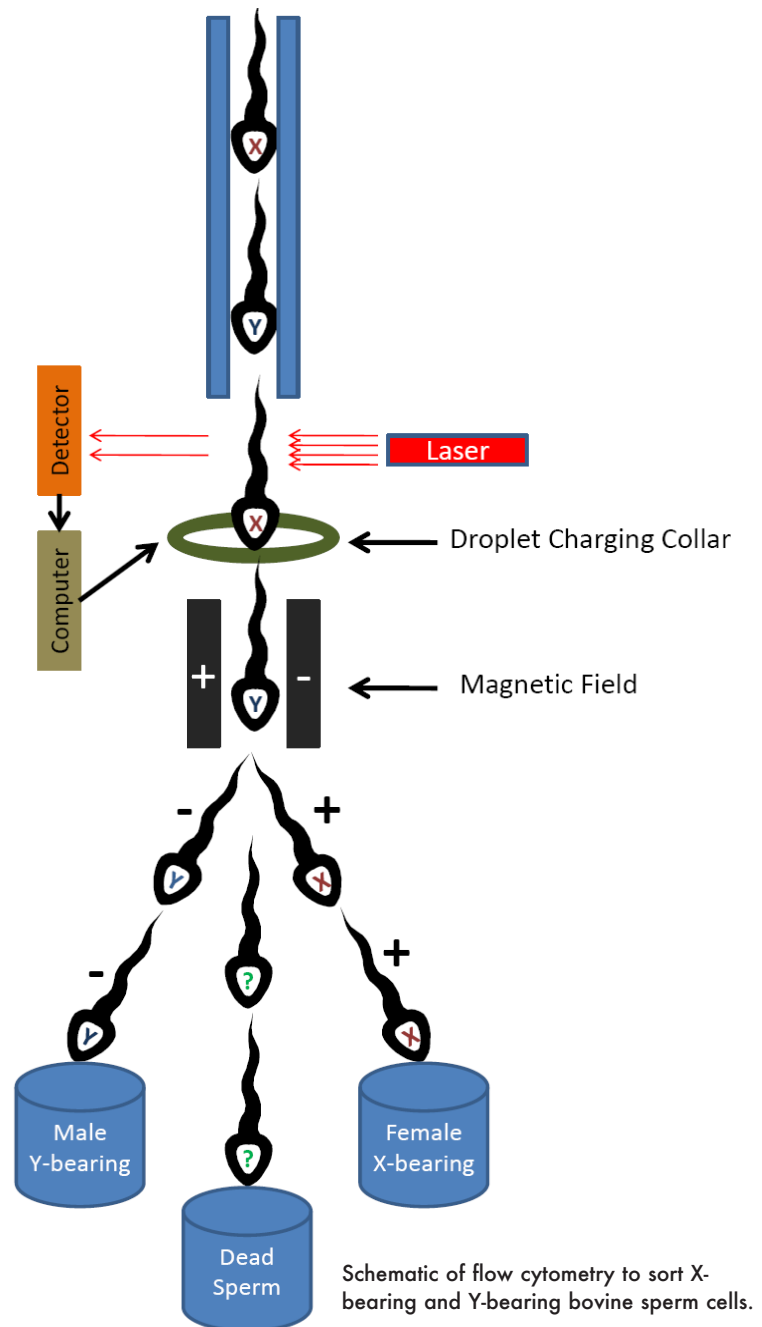 X
Y
Detector
Laser
X
Droplet Charging Collar
Computer
+
-
Y
Magnetic Field
-
+
Y
X
?
-
+
Y
X
Male
Y-bearing
Female
X-bearing
?
Dead
Sperm
Schematic of flow cytometry to sort X-
bearing and Y-bearing bovine sperm cells.